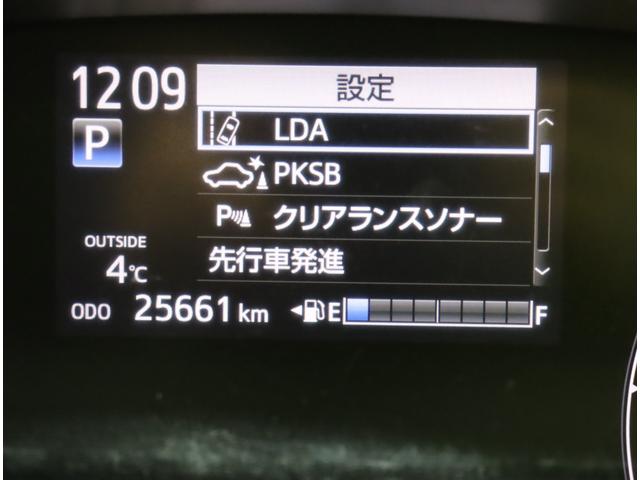 12 09
設定
LDA
P
PKSB
P クリアランスソナー
OUTSIDE
4℃
先行車発進
ODO 25661 km E F